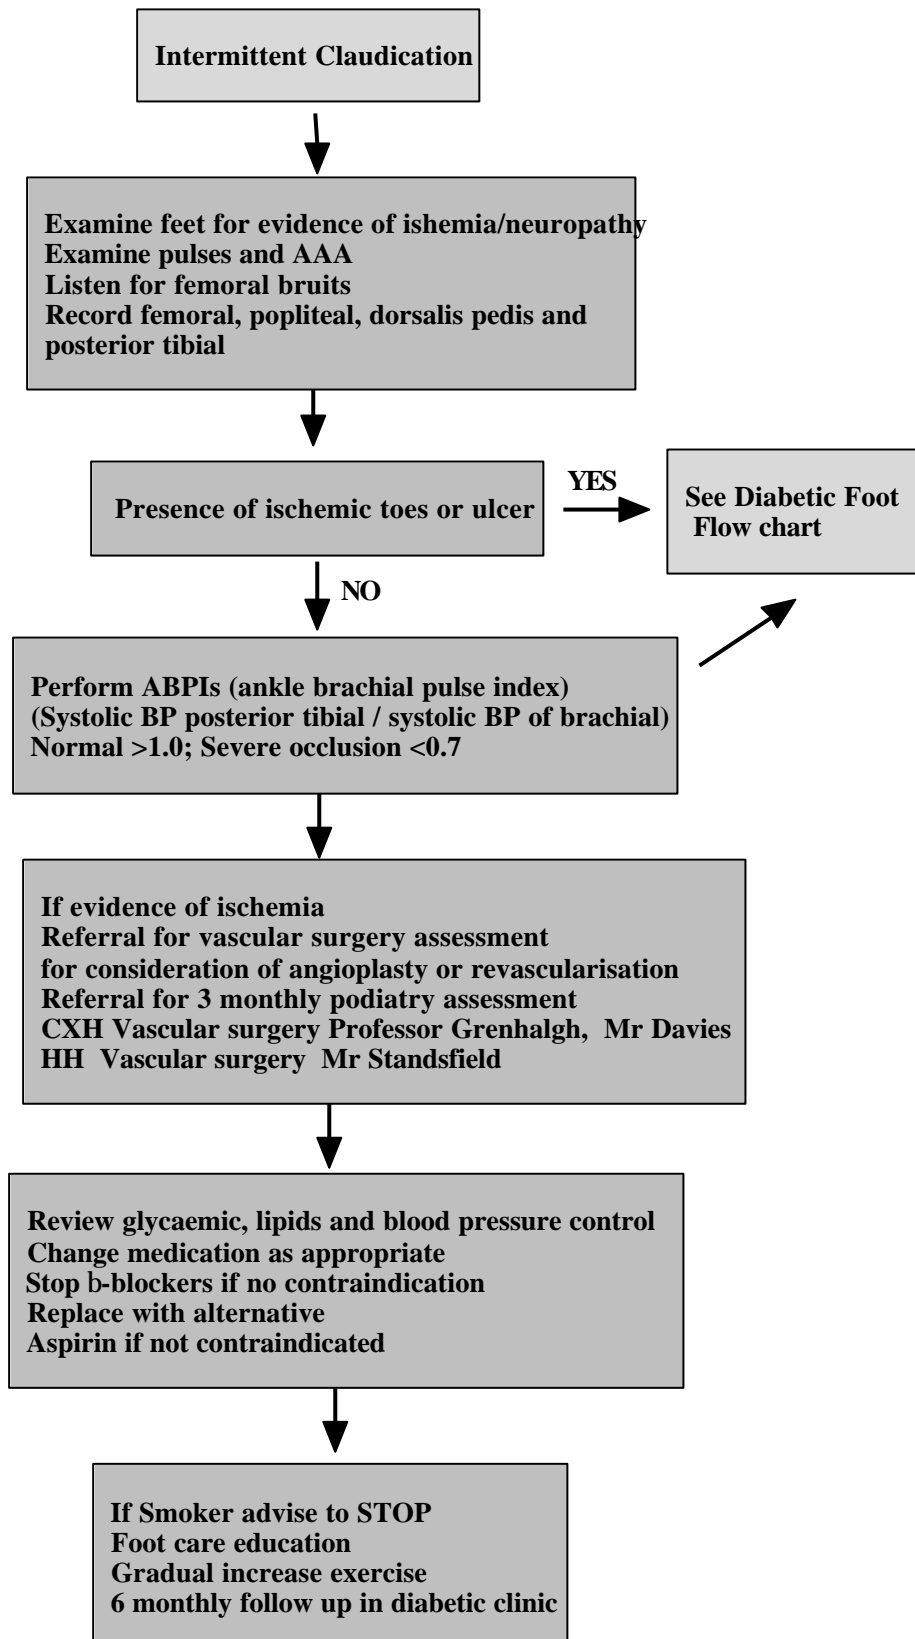 Intermittent Claudication
Examine feet for evidence of ishemia/neuropathy
Examine pulses and AAA
Listen for femoral bruits
Record femoral, popliteal, dorsalis pedis and
posterior tibial
Presence of ischemic toes or ulcer
YES
See Diabetic Foot
Flow chart
NO
Perform ABPIs (ankle brachial pulse index)
(Systolic BP posterior tibial / systolic BP of brachial)
Normal >1.0; Severe occlusion <0.7
If evidence of ischemia
Referral for vascular surgery assessment
for consideration of angioplasty or revascularisation
Referral for 3 monthly podiatry assessment
CXH Vascular surgery Professor Grenhalgh, Mr Davies
HH Vascular surgery Mr Standsfield
Review glycaemic, lipids and blood pressure control
Change medication as appropriate
Stop b-blockers if no contraindication
Replace with alternative
Aspirin if not contraindicated
If Smoker advise to STOP
Foot care education
Gradual increase exercise
6 monthly follow up in diabetic clinic